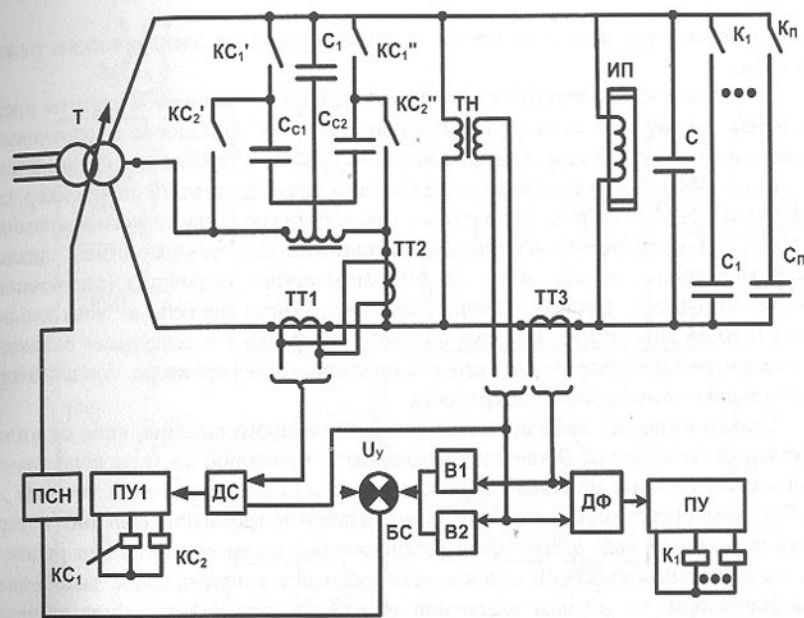 КС₁'
С₁
КС₁"
К₁
Кп
Т
КС₂'
Сс1
Сс2
КС₂"
ТН
ИП
С
С₁
Сп
ТТ2
ТТ1
ТТ3
Uу
ПСН
ПУ1
ДС
БС
В1
В2
ДФ
ПУ
КС₁
КС₂
К₁